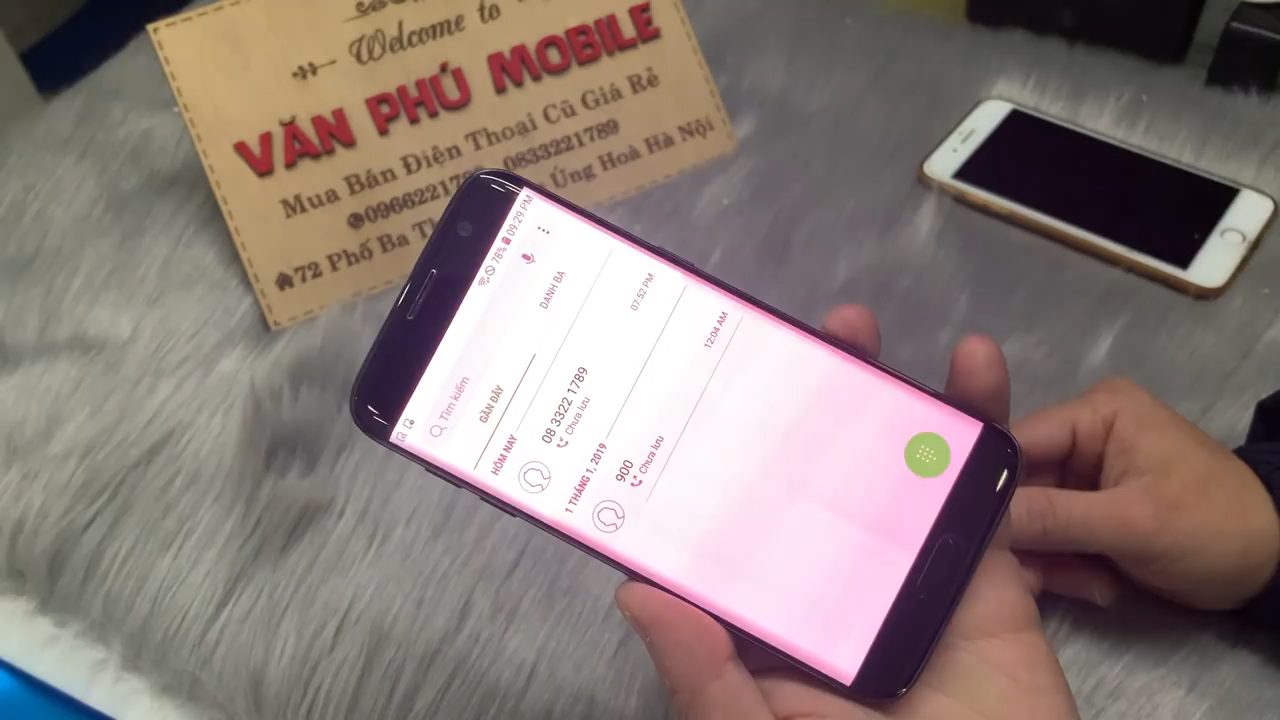 Welcome to
VĂN PHÚ MOBILE
Mua Bán Điện Thoại Cũ Giá Rẻ
0833221789
72 Phố Ba
Ứng Hoà Hà Nội
78% 09:29 PM
Tìm kiếm
GẦN ĐÂY
DANH BẠ
HÔM NAY
08 3322 1789
07:52 PM
Chưa lưu
1 THÁNG 1, 2019
900
12:04 AM
Chưa lưu